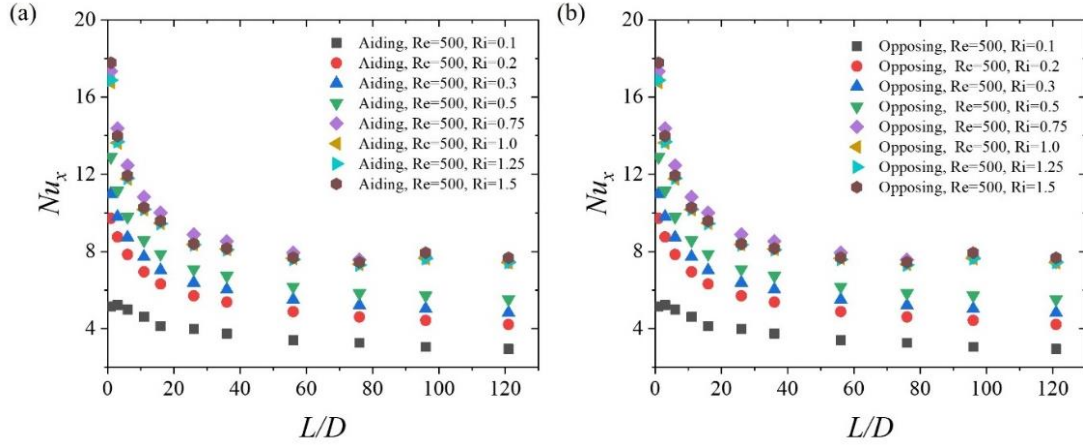 (a)
20
16
12
8
4
Nux
0 20 40 60 80 100 120
L/D
Aiding, Re=500, Ri=0.1
Aiding, Re=500, Ri=0.2
Aiding, Re=500, Ri=0.3
Aiding, Re=500, Ri=0.5
Aiding, Re=500, Ri=0.75
Aiding, Re=500, Ri=1.0
Aiding, Re=500, Ri=1.25
Aiding, Re=500, Ri=1.5
(b)
20
16
12
8
4
Nux
0 20 40 60 80 100 120
L/D
Opposing, Re=500, Ri=0.1
Opposing, Re=500, Ri=0.2
Opposing, Re=500, Ri=0.3
Opposing, Re=500, Ri=0.5
Opposing, Re=500, Ri=0.75
Opposing, Re=500, Ri=1.0
Opposing, Re=500, Ri=1.25
Opposing, Re=500, Ri=1.5